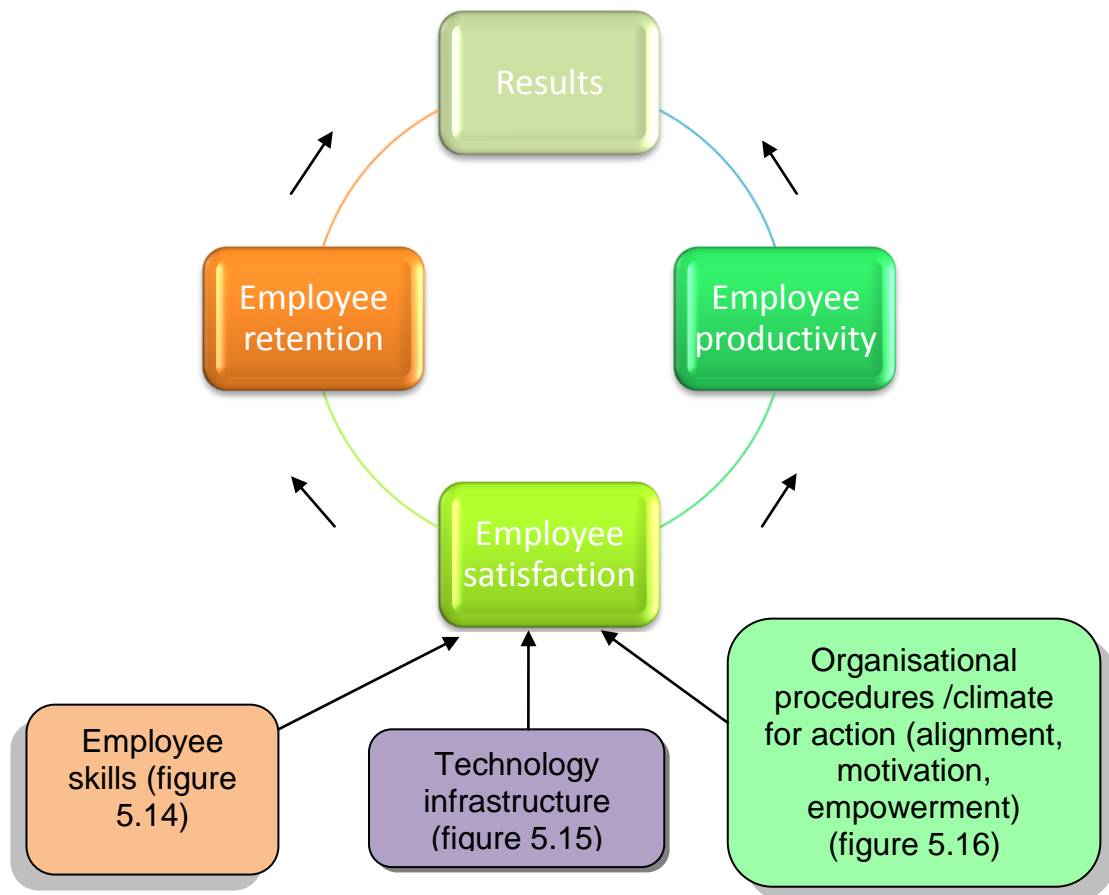 Results
Employee
retention
Employee
productivity
Employee
satisfaction
Employee
skills (figure
5.14)
Technology
infrastructure
(figure 5.15)
Organisational
procedures /climate
for action (alignment,
motivation,
empowerment)
(figure 5.16)